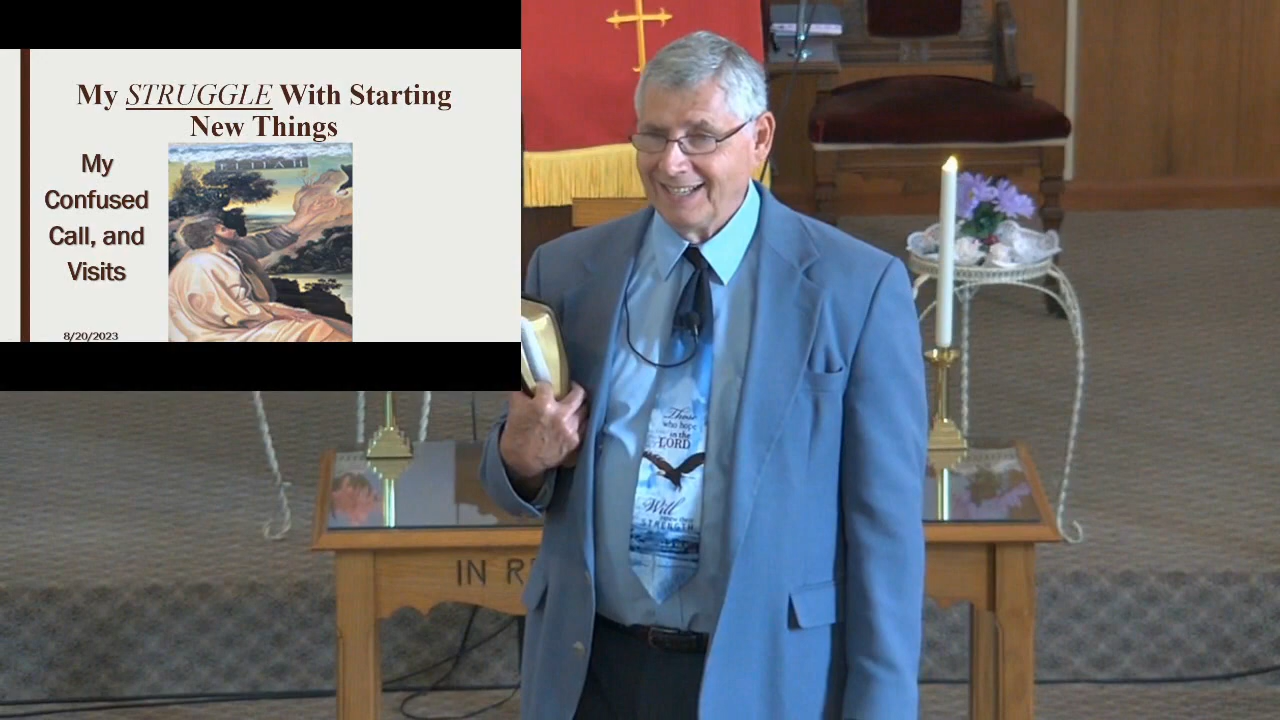 My STRUGGLE With Starting
New Things
My
Confused
Call, and
Visits
ELIJAH
8/20/2023
Those
who hope
in the
LORD
Will
STRENGTH
IN RE